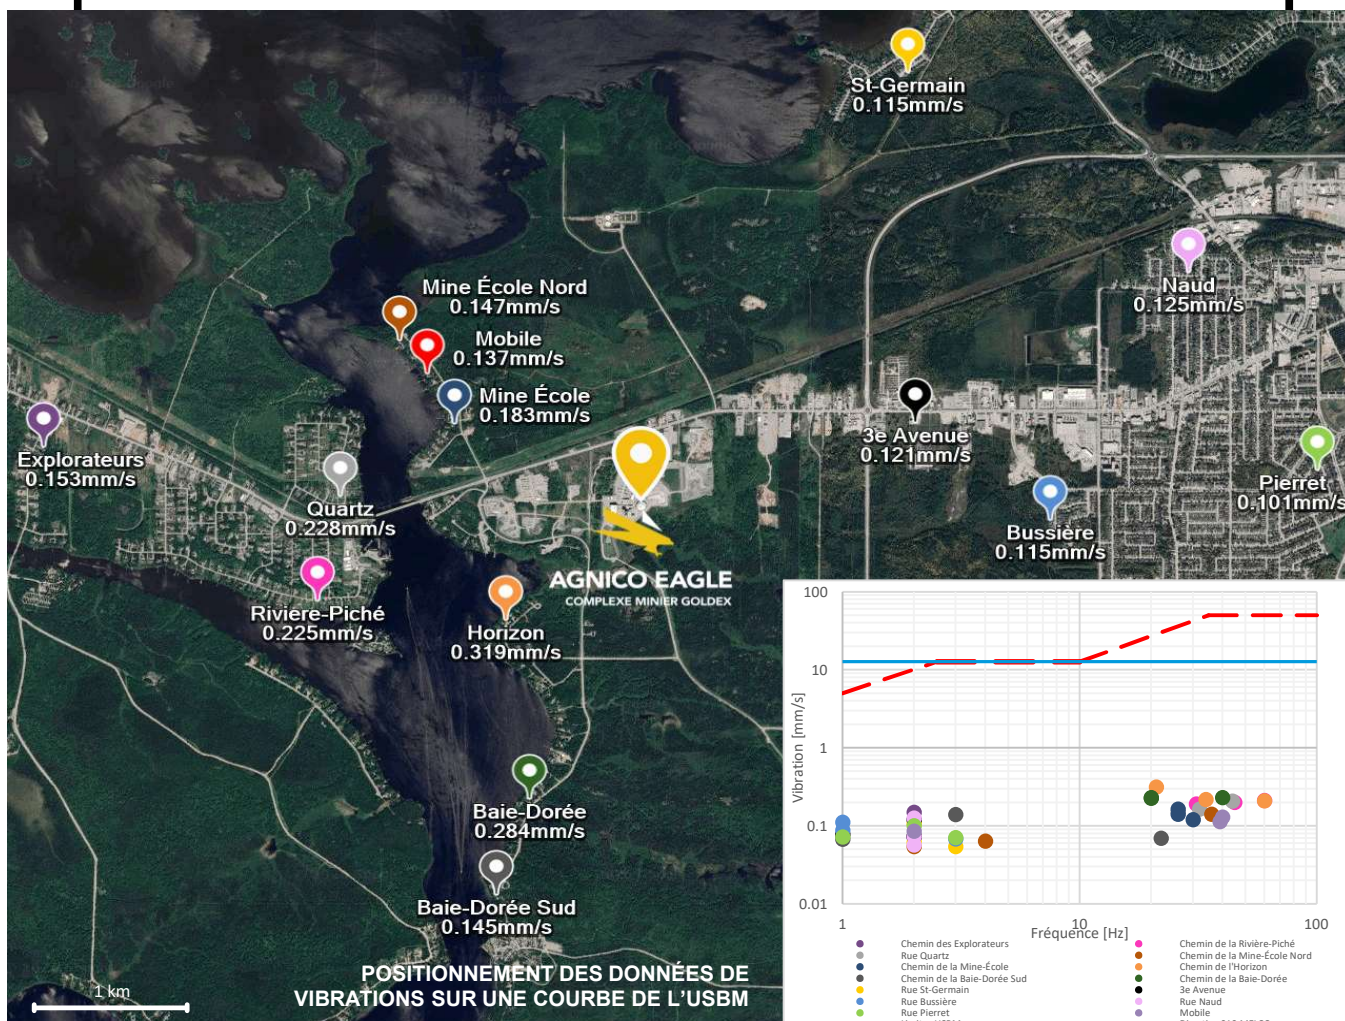 St-Germain
0.115mm/s
Naud
0.125mm/s
Mine École Nord
0.147mm/s
Mobile
0.137mm/s
Mine École
0.183mm/s
3e Avenue
0.121mm/s
Explorateurs
0.153mm/s
Quartz
0.228mm/s
Pierret
0.101mm/s
Bussière
0.115mm/s
AGNICO EAGLE
COMPLEXE MINIER GOLDEX
Riviere-Piché
0.225mm/s
Horizon
0.319mm/s
Baie-Dorée
0.284mm/s
Baie-Dorée Sud
0.145mm/s
POSITIONNEMENT DES DONNÉES DE
VIBRATIONS SUR UNE COURBE DE L'USBM
1 km
Vibration [mm/s]
100
10
1
0.1
0.01
1 10 100
Fréquence [Hz]
Chemin des Explorateurs Chemin de la Rivière-Piché
Rue Quartz Chemin de la Mine-École Nord
Chemin de la Mine-École Chemin de l'Horizon
Chemin de la Baie-Dorée Sud Chemin de la Baie-Dorée
Rue St-Germain 3e Avenue
Rue Bussière Rue Naud
Rue Pierret Mobile